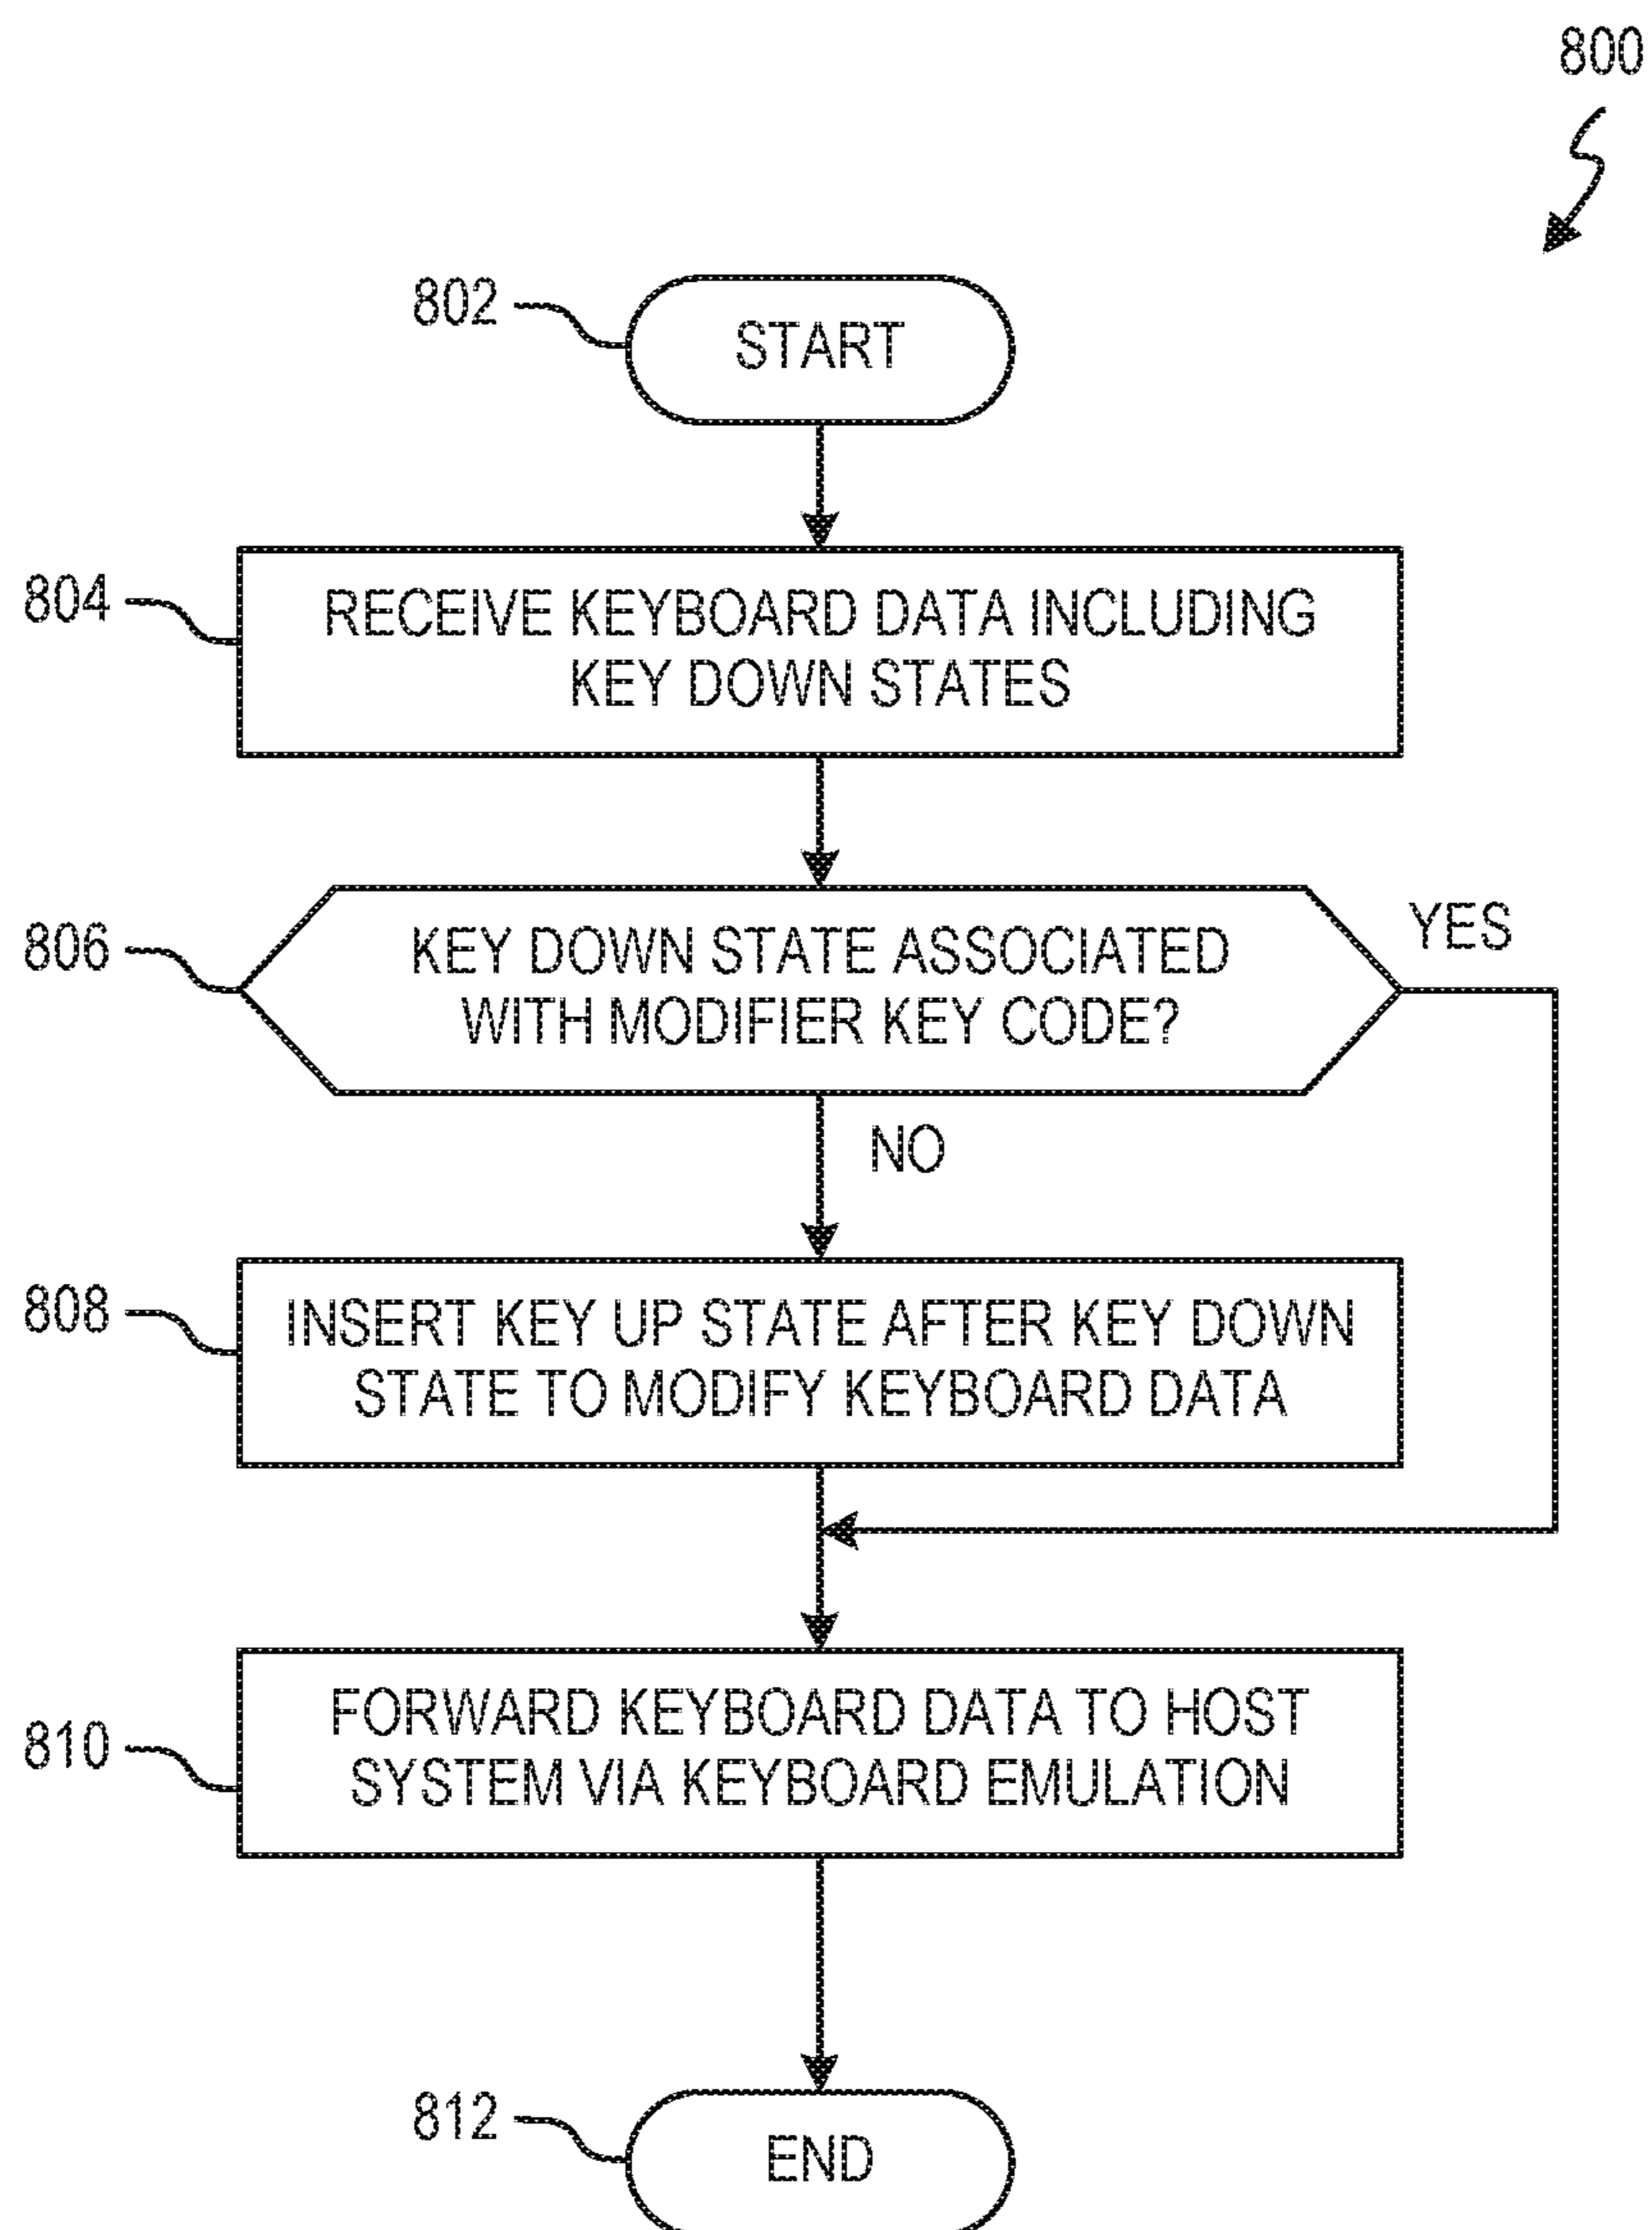 800
802
START
804
RECEIVE KEYBOARD DATA INCLUDING
KEY DOWN STATES
806
KEY DOWN STATE ASSOCIATED
WITH MODIFIER KEY CODE?
YES
NO
808
INSERT KEY UP STATE AFTER KEY DOWN
STATE TO MODIFY KEYBOARD DATA
810
FORWARD KEYBOARD DATA TO HOST
SYSTEM VIA KEYBOARD EMULATION
812
END